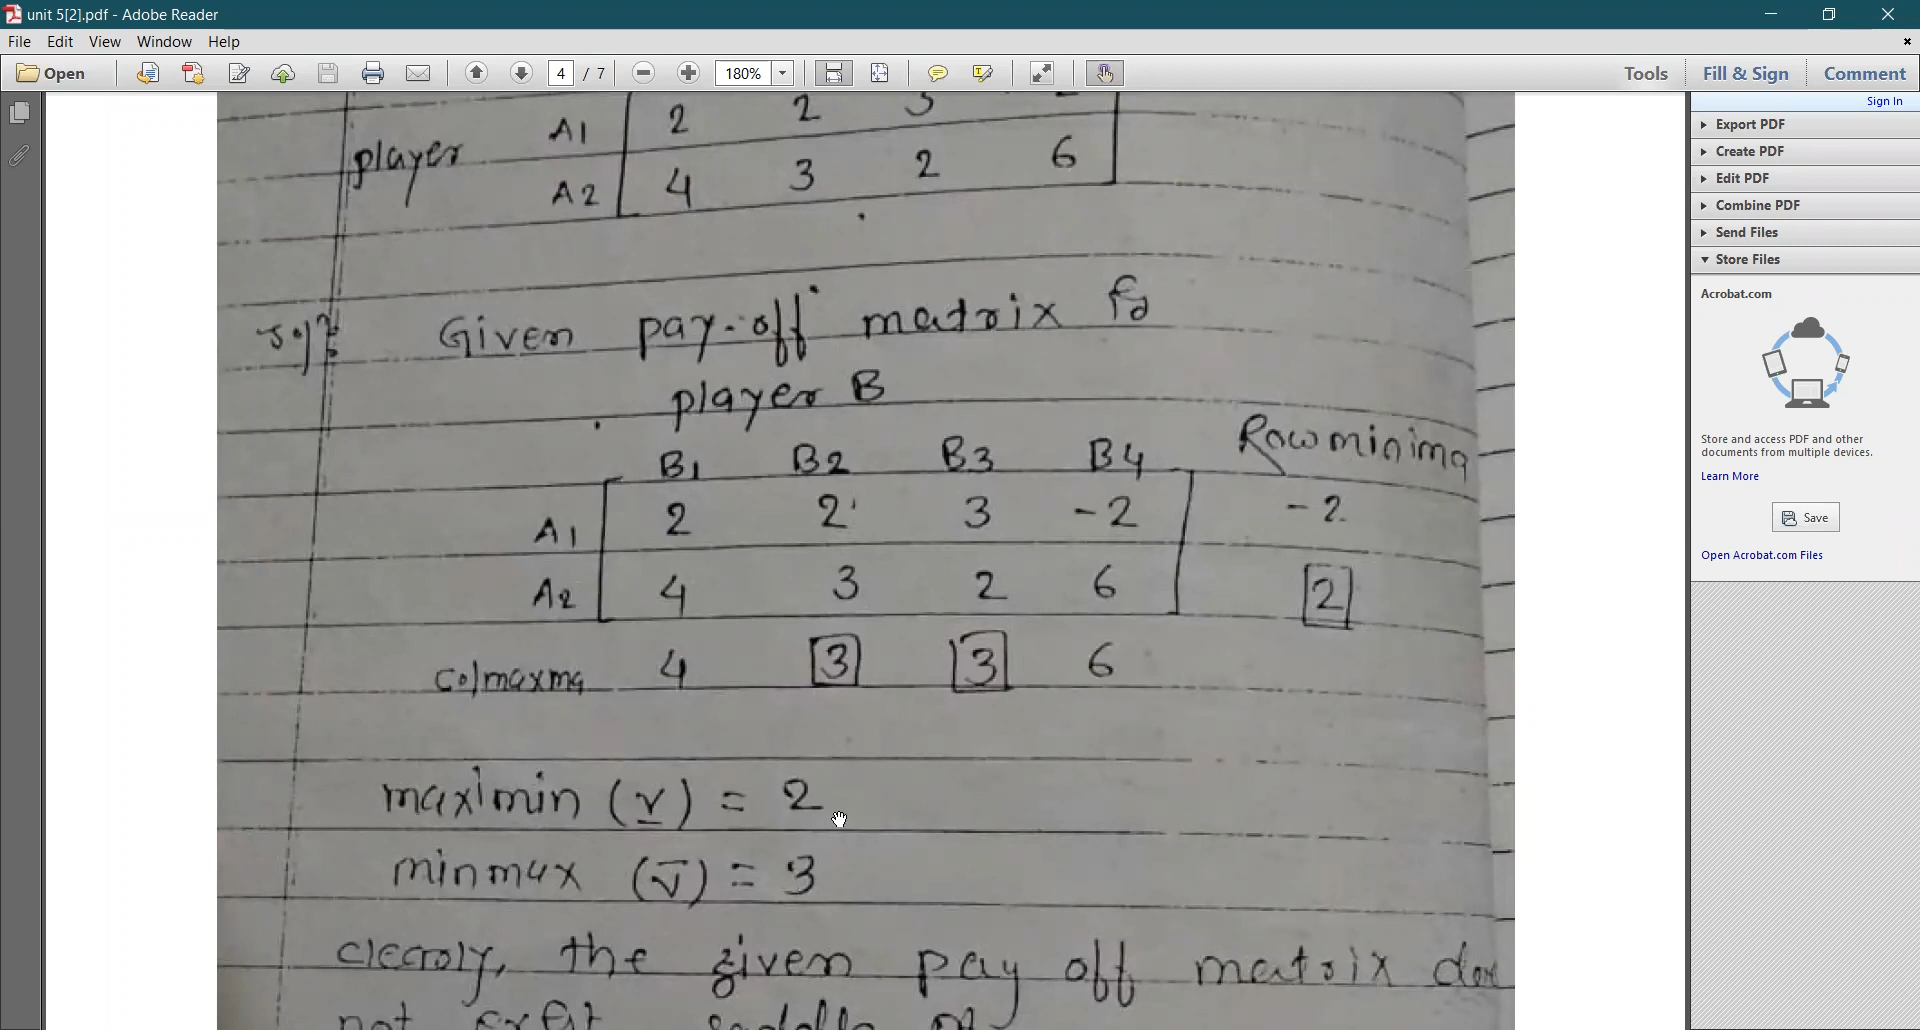 unit 5[2].pdf - Adobe Reader
File Edit View Window Help
Open 4 / 7 180% Tools Fill & Sign Comment
Sign In
Export PDF
Create PDF
Edit PDF
Combine PDF
Send Files
Store Files
Acrobat.com
Store and access PDF and other
documents from multiple devices.
Learn More
Save
Open Acrobat.com Files
A1 2 2 3
player
A2 4 3 2 6
Given pay-off matrix
player B
B1 B2 B3 B4 Row minima
A1 2 2 3 -2 -2
A2 4 3 2 6 2
colmaxma 4 3 3 6
maximin (v) = 2
minmax (v̅) = 3
the given pay off matrix
not